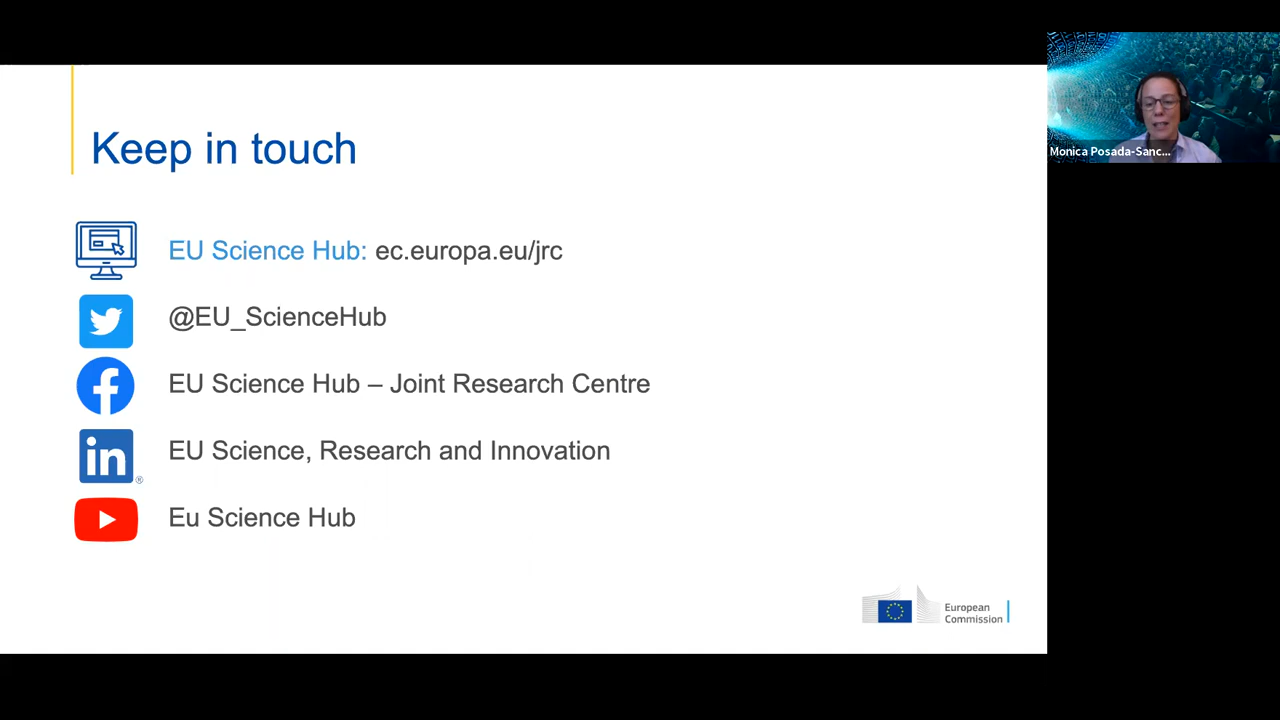 Keep in touch
EU Science Hub: ec.europa.eu/jrc
@EU_ScienceHub
EU Science Hub – Joint Research Centre
in®
EU Science, Research and Innovation
Eu Science Hub
European
Commission
Monica Posada-Sanc...